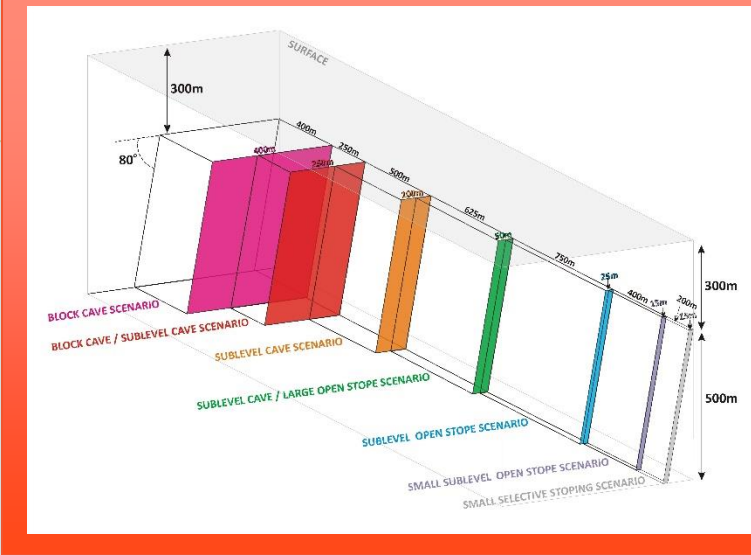 SURFACE
300m
80°
400m
250m
500m
625m
750m
400m
200m
400m
250m
200m
50m
25m
15m
300m
500m
BLOCK CAVE SCENARIO
BLOCK CAVE / SUBLEVEL CAVE SCENARIO
SUBLEVEL CAVE SCENARIO
SUBLEVEL CAVE / LARGE OPEN STOPE SCENARIO
SUBLEVEL OPEN STOPE SCENARIO
SMALL SUBLEVEL OPEN STOPE SCENARIO
SMALL SELECTIVE STOPING SCENARIO